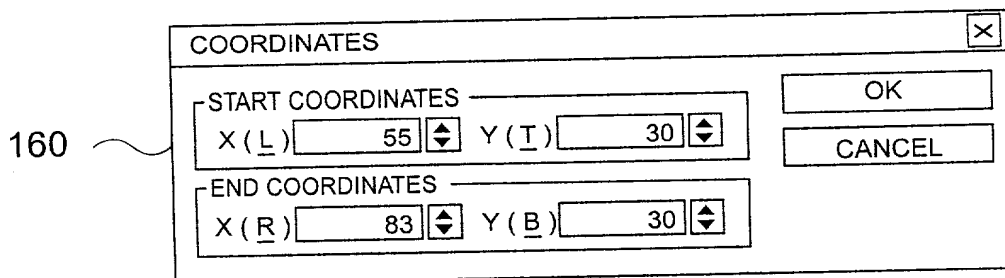 COORDINATES
START COORDINATES
X (L) 55 Y (T) 30
END COORDINATES
X (R) 83 Y (B) 30
OK
CANCEL
160